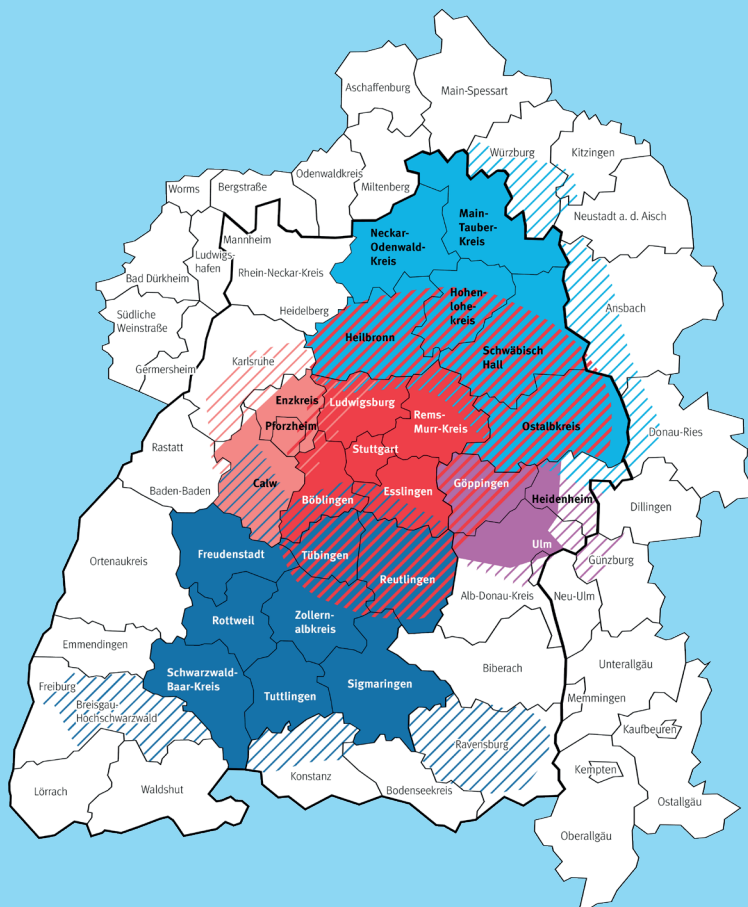 Aschaffenburg
Main-Spessart
Würzburg
Kitzingen
Odenwaldkreis
Worms
Bergstraße
Miltenberg
Neustadt a. d. Aisch
Main-
Tauber-
Kreis
Neckar-
Odenwald-
Kreis
Mannheim
Ludwigs-
hafen
Rhein-Neckar-Kreis
Bad Dürkheim
Hohen-
lohe-
kreis
Ansbach
Heidelberg
Südliche
Weinstraße
Heilbronn
Schwäbisch
Hall
Karlsruhe
Germersheim
Enzkreis
Ludwigsburg
Rems-
Murr-Kreis
Pforzheim
Ostalbkreis
Donau-Ries
Rastatt
Stuttgart
Calw
Esslingen
Göppingen
Baden-Baden
Böblingen
Heidenheim
Dillingen
Freudenstadt
Tübingen
Ulm
Ortenaukreis
Reutlingen
Günzburg
Alb-Donau-Kreis
Neu-Ulm
Rottweil
Zollern-
albkreis
Emmendingen
Biberach
Unterallgäu
Schwarzwald-
Baar-Kreis
Sigmaringen
Freiburg
Tuttlingen
Memmingen
Breisgau-
Hochschwarzwald
Kaufbeuren
Ravensburg
Kempten
Konstanz
Lörrach
Waldshut
Bodenseekreis
Ostallgäu
Oberallgäu